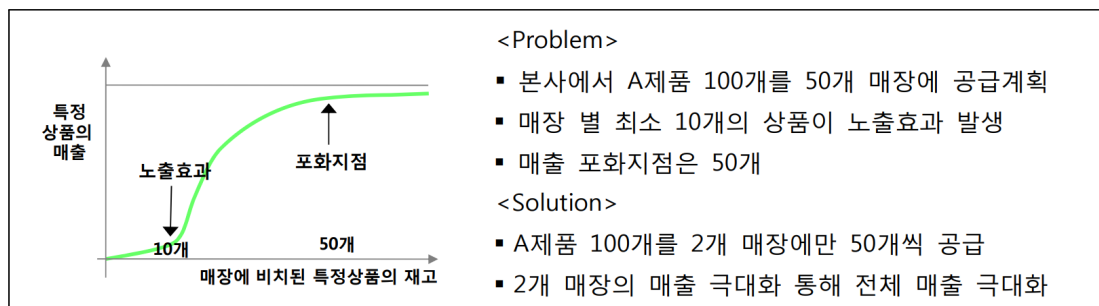 특정
상품의
매출
노출효과
포화지점
10개
50개
매장에 비치된 특정상품의 재고
<Problem>
▪ 본사에서 A제품 100개를 50개 매장에 공급계획
▪ 매장 별 최소 10개의 상품이 노출효과 발생
▪ 매출 포화지점은 50개
<Solution>
▪ A제품 100개를 2개 매장에만 50개씩 공급
▪ 2개 매장의 매출 극대화 통해 전체 매출 극대화